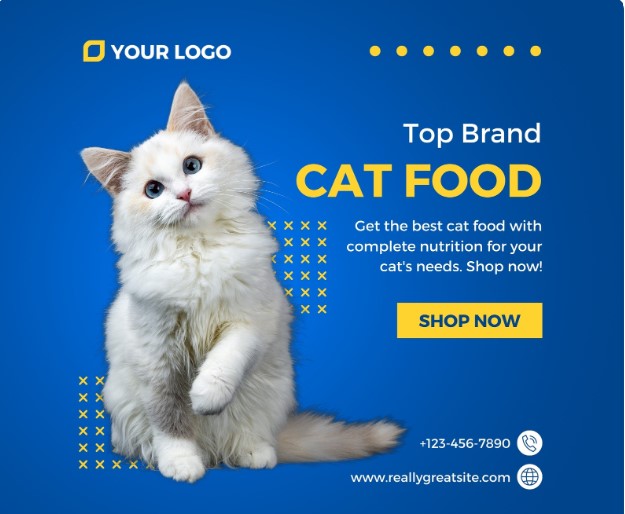 YOUR LOGO
Top Brand
CAT FOOD
Get the best cat food with
complete nutrition for your
cat's needs. Shop now!
SHOP NOW
+123-456-7890
www.reallygreatsite.com